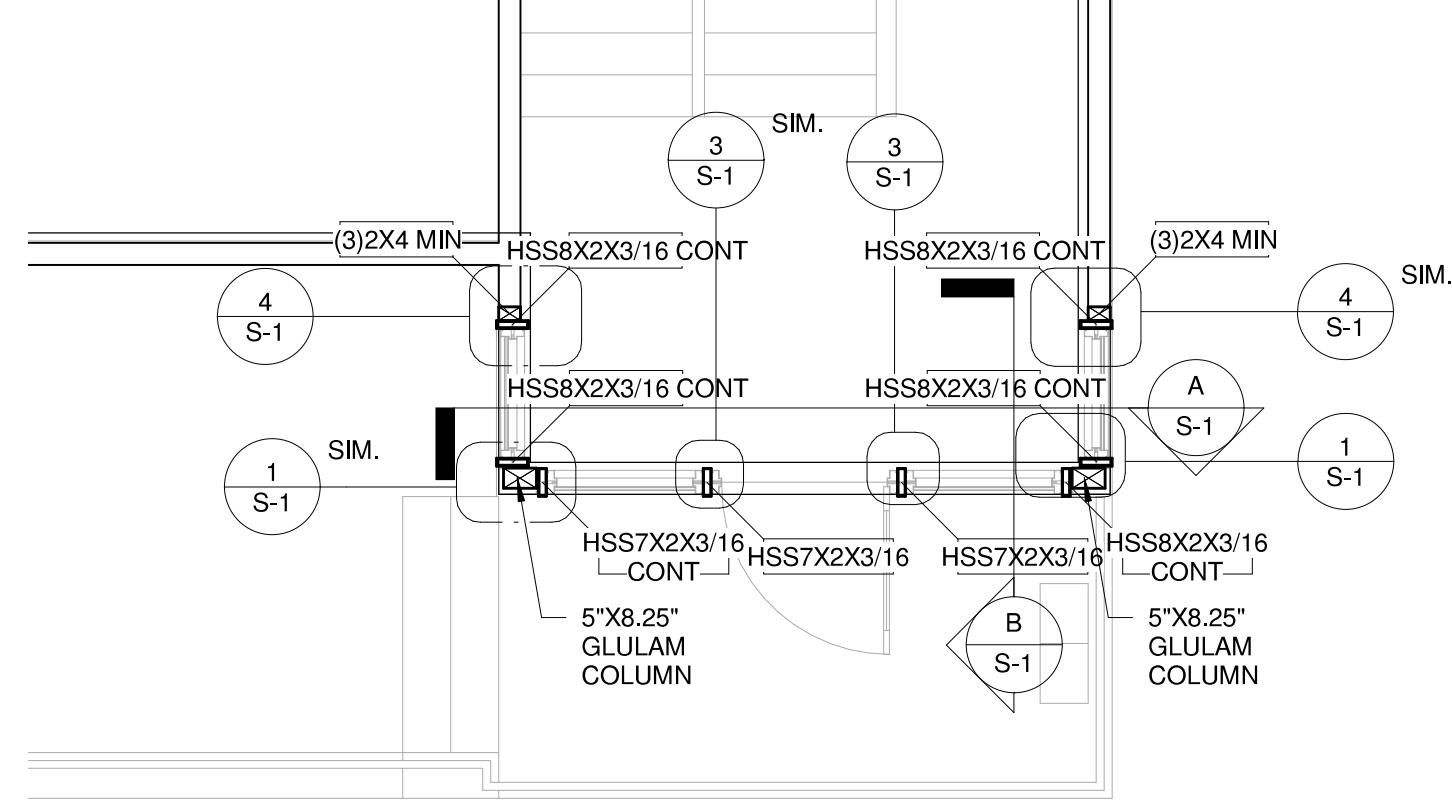 SIM.
3
S-1
3
S-1
(3)2X4 MIN
HSS8X2X3/16 CONT
HSS8X2X3/16 CONT
(3)2X4 MIN
SIM.
4
S-1
4
S-1
HSS8X2X3/16 CONT
HSS8X2X3/16 CONT
A
S-1
SIM.
1
S-1
1
S-1
HSS7X2X3/16
CONT
HSS7X2X3/16
HSS7X2X3/16
HSS8X2X3/16
CONT
5"X8.25"
GLULAM
COLUMN
B
S-1
5"X8.25"
GLULAM
COLUMN